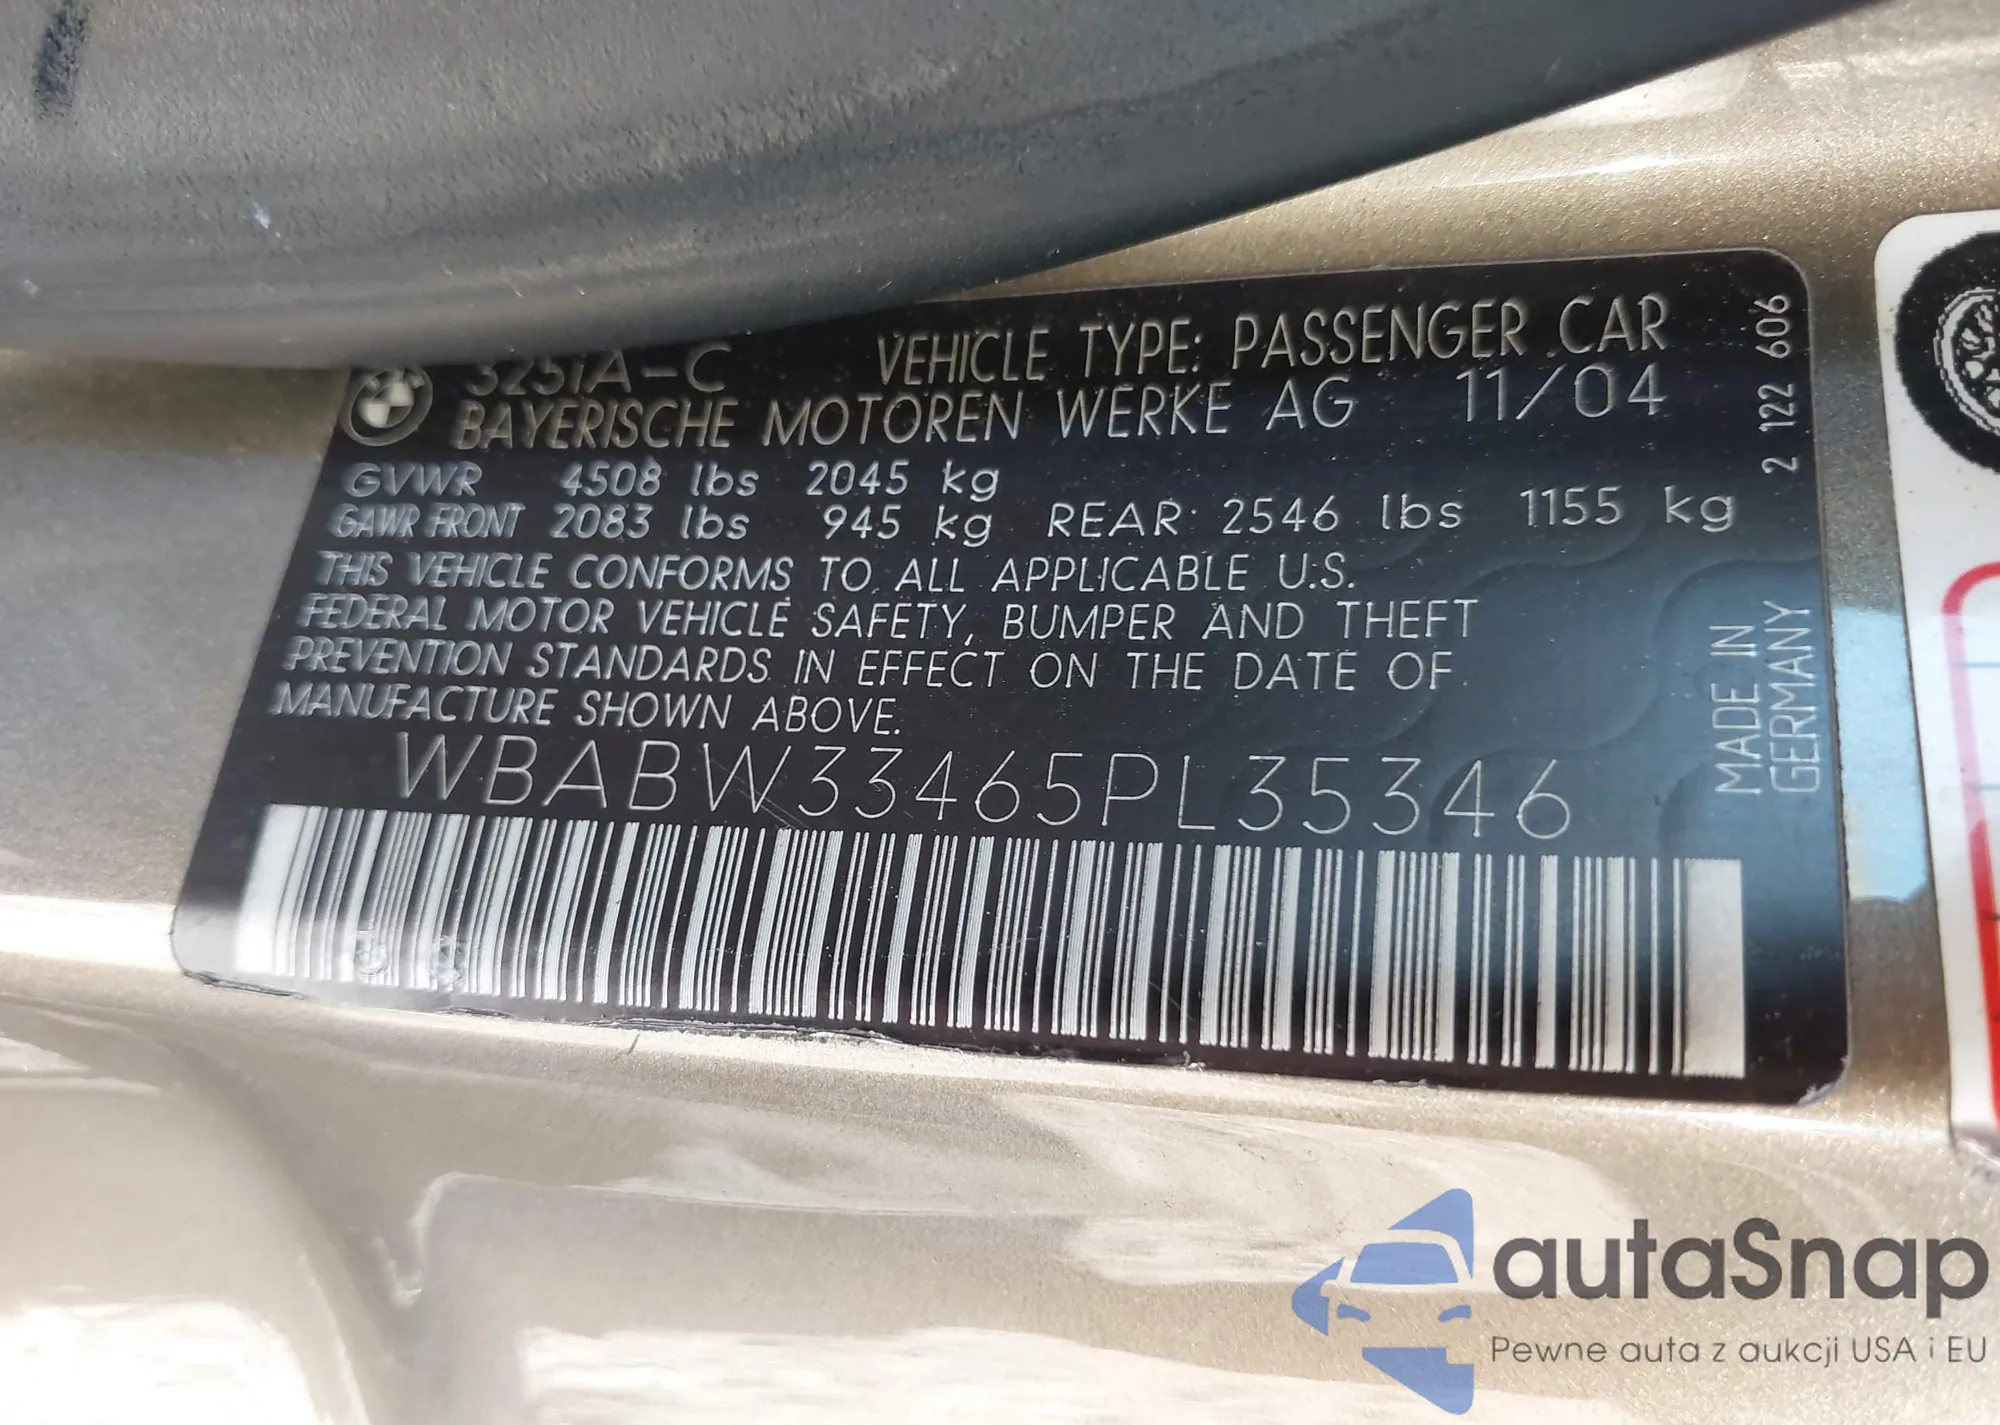 325iA-C VEHICLE TYPE: PASSENGER CAR
BAYERISCHE MOTOREN WERKE AG 11/04
GVWR 4508 lbs 2045 kg
GAWR FRONT 2083 lbs 945 kg REAR: 2546 lbs 1155 kg
THIS VEHICLE CONFORMS TO ALL APPLICABLE U.S.
FEDERAL MOTOR VEHICLE SAFETY, BUMPER AND THEFT
PREVENTION STANDARDS IN EFFECT ON THE DATE OF
MANUFACTURE SHOWN ABOVE.
WBABW33465PL35346
2 122 606
MADE IN
GERMANY
autaSnap
Pewne auta z aukcji USA i EU